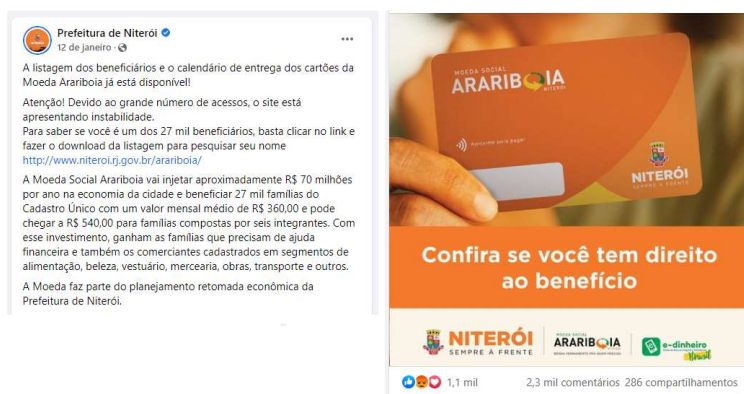 Prefeitura de Niterói
12 de janeiro ·
A listagem dos beneficiários e o calendário de entrega dos cartões da
Moeda Arariboia já está disponível!
Atenção! Devido ao grande número de acessos, o site está
apresentando instabilidade.
Para saber se você é um dos 27 mil beneficiários, basta clicar no link e
fazer o download da listagem para pesquisar seu nome
http://www.niteroi.rj.gov.br/arariboia/
A Moeda Social Arariboia vai injetar aproximadamente R$ 70 milhões
por ano na economia da cidade e beneficiar 27 mil famílias do
Cadastro Único com um valor mensal médio de R$ 360,00 e pode
chegar a R$ 540,00 para famílias compostas por seis integrantes. Com
esse investimento, ganham as famílias que precisam de ajuda
financeira e também os comerciantes cadastrados em segmentos de
alimentação, beleza, vestuário, mercearia, obras, transporte e outros.
A Moeda faz parte do planejamento retomada econômica da
Prefeitura de Niterói.
MOEDA SOCIAL
ARARIBOIA
NITERÓI
Aproxime para pagar
NITERÓI
SEMPRE À FRENTE
Confira se você tem direito
ao benefício
NITERÓI
SEMPRE À FRENTE
MOEDA SOCIAL
ARARIBOIA
e-dinheiro
Brasil
1,1 mil
2,3 mil comentários 286 compartilhamentos